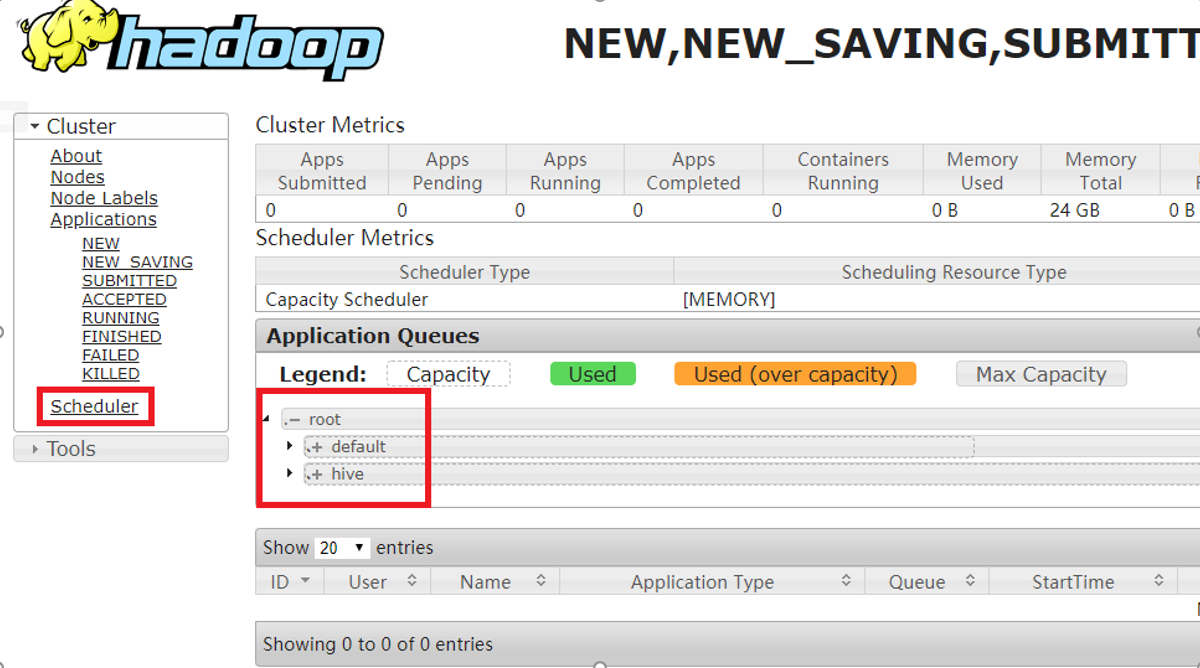 hadoop
NEW,NEW_SAVING,SUBMITT
Cluster
About
Nodes
Node Labels
Applications
NEW
NEW_SAVING
SUBMITTED
ACCEPTED
RUNNING
FINISHED
FAILED
KILLED
Scheduler
Tools
Cluster Metrics
Apps Submitted Apps Pending Apps Running Apps Completed Containers Running Memory Used Memory Total
0 0 0 0 0 0 B 24 GB 0 B
Scheduler Metrics
Scheduler Type Scheduling Resource Type
Capacity Scheduler [MEMORY]
Application Queues
Legend: Capacity Used Used (over capacity) Max Capacity
.− root
.+ default
.+ hive
Show 20 entries
ID User Name Application Type Queue StartTime
Showing 0 to 0 of 0 entries